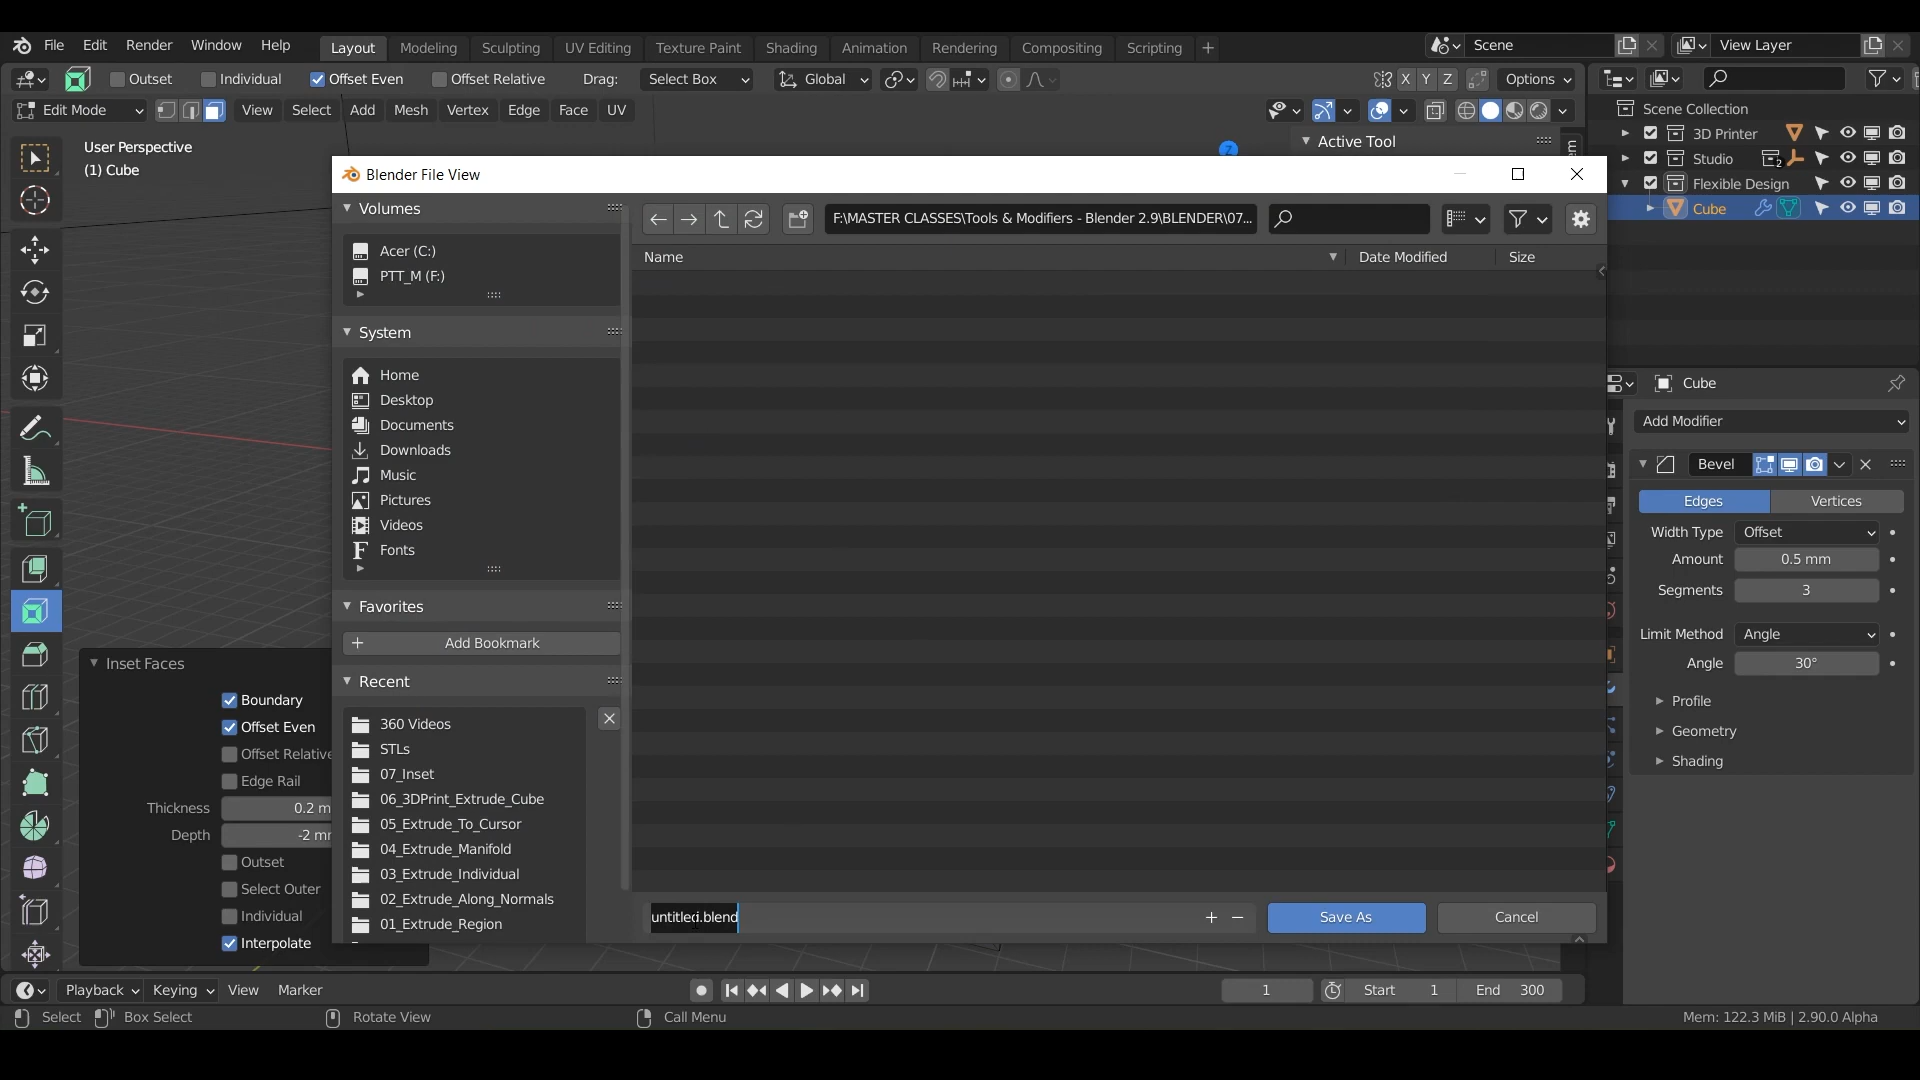 File Edit Render Window Help Layout Modeling Sculpting UV Editing Texture Paint Shading Animation Rendering Compositing Scripting + Scene View Layer
Outset Individual Offset Even Offset Relative Drag: Select Box Global X Y Z Options
Edit Mode View Select Add Mesh Vertex Edge Face UV
Scene Collection
3D Printer
Studio 2
Flexible Design
Cube
User Perspective
(1) Cube
Active Tool
Blender File View
Volumes
Acer (C:)
PTT_M (F:)
System
Home
Desktop
Documents
Downloads
Music
Pictures
Videos
Fonts
Favorites
Add Bookmark
Recent
360 Videos
STLs
07_Inset
06_3DPrint_Extrude_Cube
05_Extrude_To_Cursor
04_Extrude_Manifold
03_Extrude_Individual
02_Extrude_Along_Normals
01_Extrude_Region
F:\MASTER CLASSES\Tools & Modifiers - Blender 2.9\BLENDER\07...
Name Date Modified Size
untitled.blend + − Save As Cancel
Inset Faces
Boundary
Offset Even
Offset Relative
Edge Rail
Thickness 0.2 m
Depth -2 m
Outset
Select Outer
Individual
Interpolate
Cube
Add Modifier
Bevel
Edges Vertices
Width Type Offset
Amount 0.5 mm
Segments 3
Limit Method Angle
Angle 30°
Profile
Geometry
Shading
Playback Keying View Marker 1 Start 1 End 300
Select Box Select Rotate View Call Menu Mem: 122.3 MiB | 2.90.0 Alpha